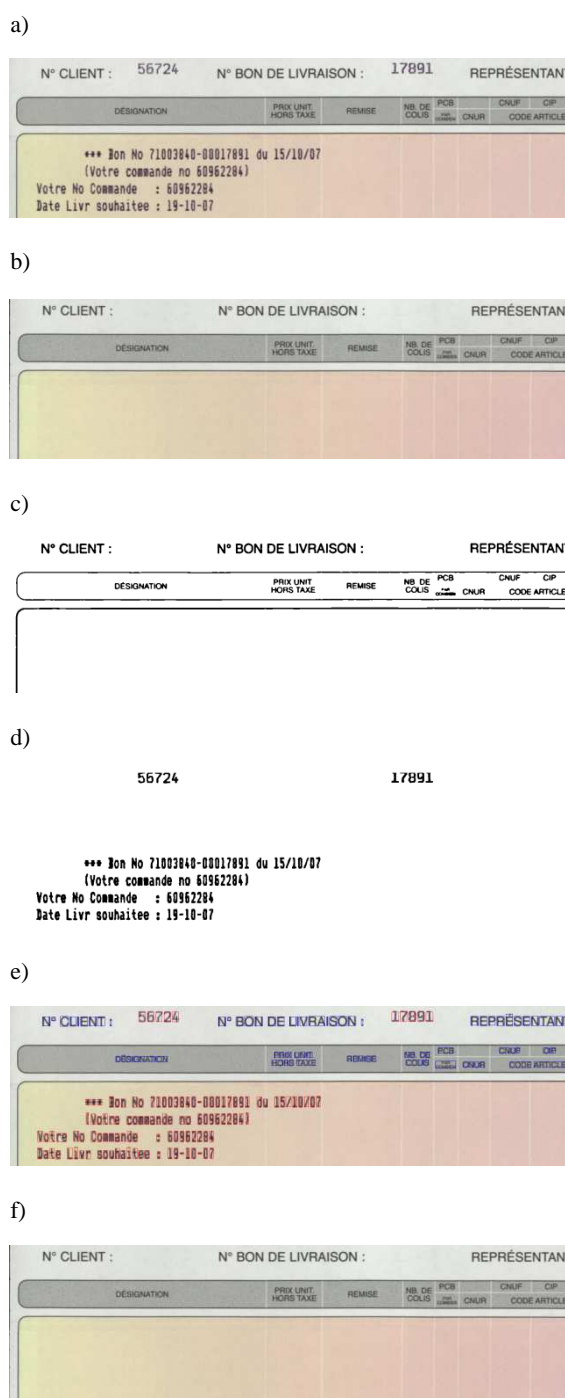 a)
N° CLIENT : 56724 N° BON DE LIVRAISON : 17891 REPRÉSENTANT
DÉSIGNATION PRIX UNIT. HORS TAXE REMISE NB. DE COLIS PCB CNUR CNUF CIP CODE ARTICLE
*** Bon No 71003840-00017891 du 15/10/07
(Votre commande no 60962284)
Votre No Commande : 60962284
Date Livr souhaitee : 19-10-07
b)
N° CLIENT : N° BON DE LIVRAISON : REPRÉSENTAN
DÉSIGNATION PRIX UNIT. HORS TAXE REMISE NB. DE COLIS PCB CNUR CNUF CIP CODE ARTICLE
c)
N° CLIENT : N° BON DE LIVRAISON : REPRÉSENTANT
DÉSIGNATION PRIX UNIT HORS TAXE REMISE NB DE COLIS PCB CNUR CNUF CIP CODE ARTICLE
d)
56724 17891
*** Bon No 71003840-00017891 du 15/10/07
(Votre commande no 60962284)
Votre No Commande : 60962284
Date Livr souhaitee : 19-10-07
e)
N° CLIENT : 56724 N° BON DE LIVRAISON : 17891 REPRÉSENTANT
DÉSIGNATION PRIX UNIT. HORS TAXE REMISE NB. DE COLIS PCB CNUR CNUF CIP CODE ARTICLE
*** Bon No 71003840-00017891 du 15/10/07
(Votre commande no 60962284)
Votre No Commande : 60962284
Date Livr souhaitee : 19-10-07
f)
N° CLIENT : N° BON DE LIVRAISON : REPRÉSENTAN
DÉSIGNATION PRIX UNIT. HORS TAXE REMISE NB. DE COLIS PCB CNUR CNUF CIP CODE ARTICLE